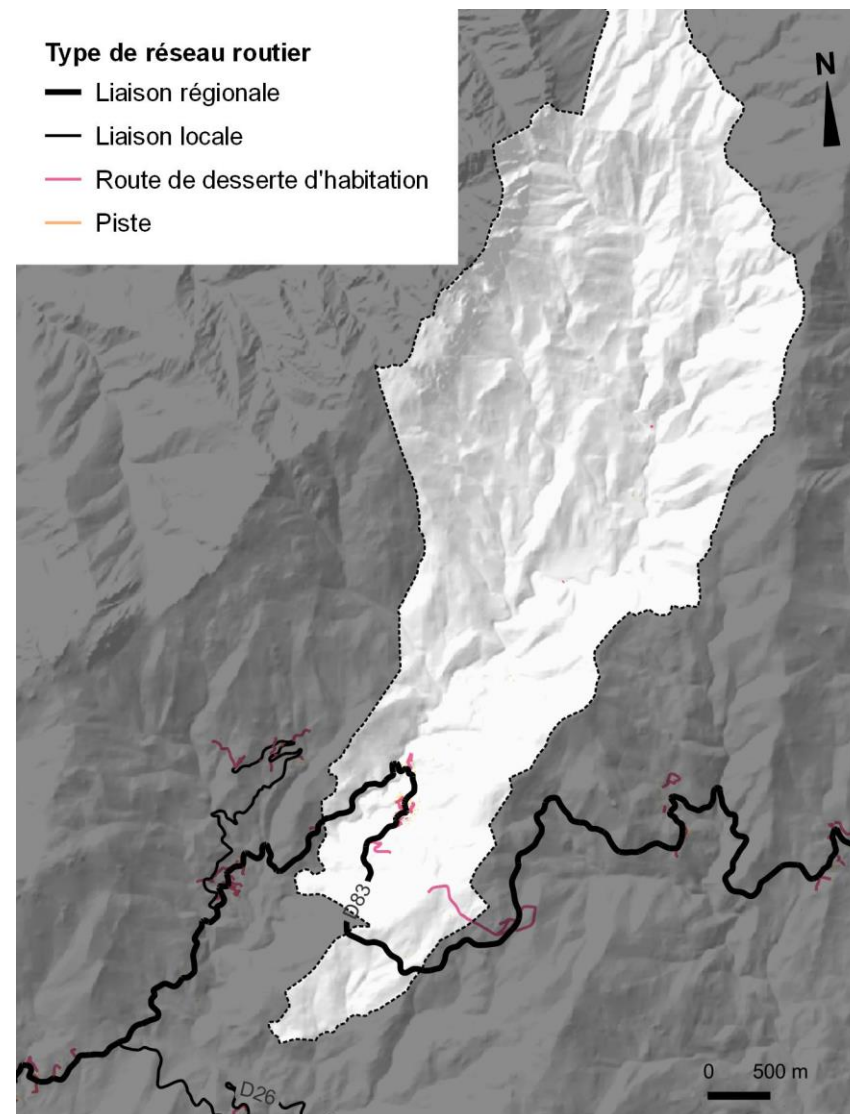 Type de réseau routier
Liaison régionale
Liaison locale
Route de desserte d'habitation
Piste
N
D83
D26
0 500 m